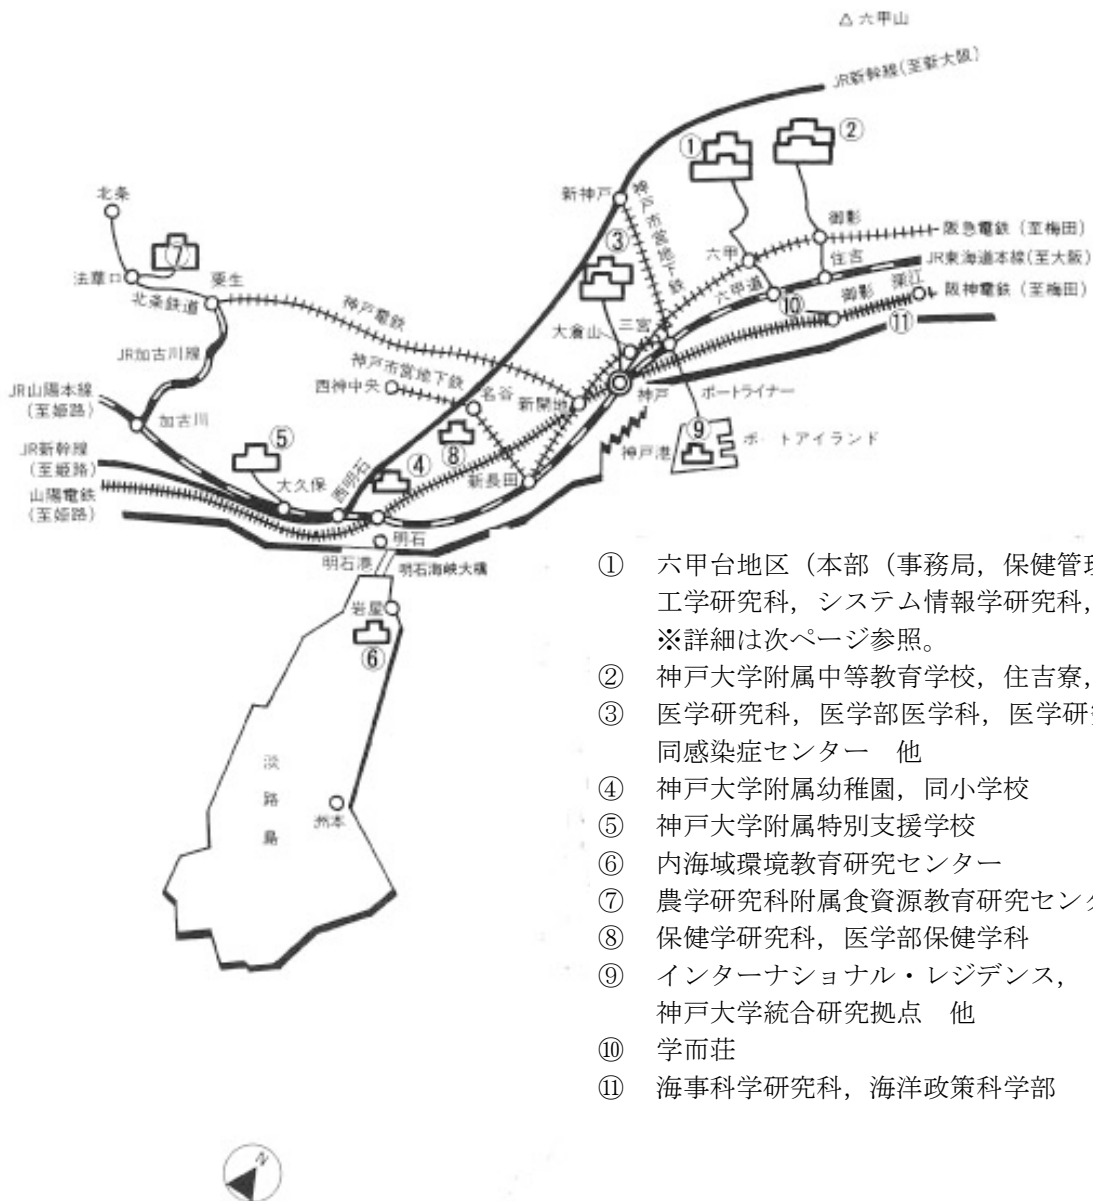 △ 六甲山
JR新幹線(至新大阪)
①
②
北条
新神戸
神戸市営地下鉄
③
⑦
御影
阪急電鉄 (至梅田)
法華口
粟生
六甲
住吉
JR東海道本線(至大阪)
北条鉄道
神戸電鉄
六甲道
⑩
御影
深江
阪神電鉄 (至梅田)
大倉山
三宮
⑪
JR加古川線
神戸市営地下鉄
西神中央
名谷
新開地
神戸
ポートライナー
JR山陽本線
(至姫路)
加古川
⑤
④
⑧
⑨
ポートアイランド
神戸港
JR新幹線
(至姫路)
大久保
西明石
新長田
山陽電鉄
(至姫路)
明石
明石港
明石海峡大橋
岩屋
⑥
淡路島
洲本
① 六甲台地区（本部（事務局，保健管理
工学研究科，システム情報学研究科，
※詳細は次ページ参照。
② 神戸大学附属中等教育学校，住吉寮，
③ 医学研究科，医学部医学科，医学研究
同感染症センター　他
④ 神戸大学附属幼稚園，同小学校
⑤ 神戸大学附属特別支援学校
⑥ 内海域環境教育研究センター
⑦ 農学研究科附属食資源教育研究センタ
⑧ 保健学研究科，医学部保健学科
⑨ インターナショナル・レジデンス，
神戸大学統合研究拠点　他
⑩ 学而荘
⑪ 海事科学研究科，海洋政策科学部
N